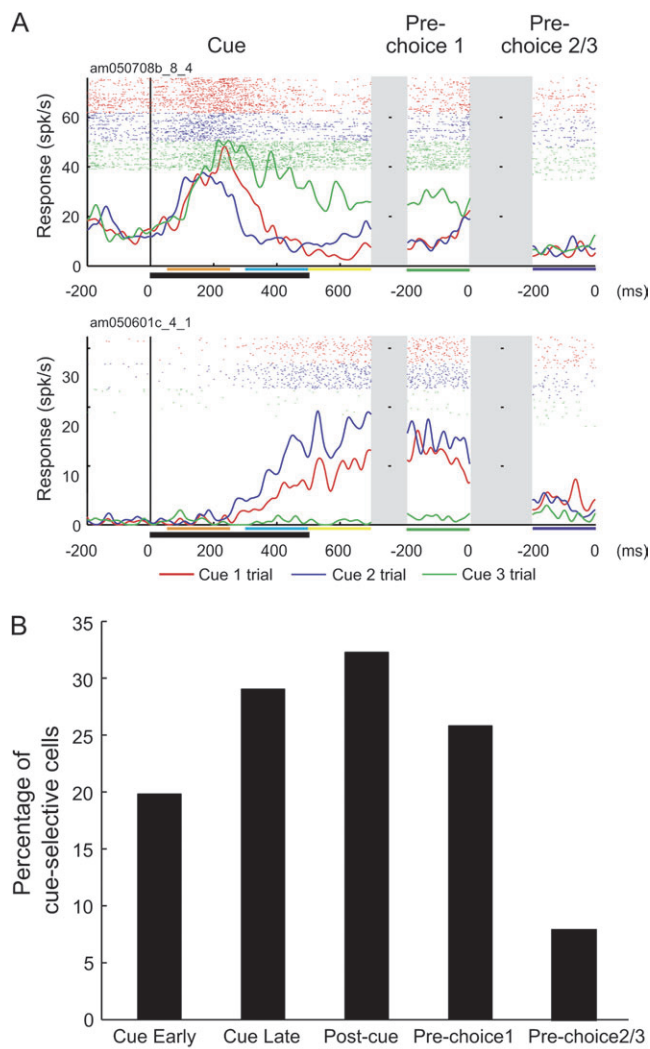 A
Cue
Pre-
choice 1
Pre-
choice 2/3
am050708b_8_4
Response (spk/s)
60
40
20
0
-200 0 200 400 600 -200 0 -200 0 (ms)
am050601c_4_1
Response (spk/s)
30
20
10
0
-200 0 200 400 600 -200 0 -200 0 (ms)
Cue 1 trial Cue 2 trial Cue 3 trial
B
Percentage of
cue-selective cells
35
30
25
20
15
10
5
0
Cue Early Cue Late Post-cue Pre-choice1 Pre-choice2/3